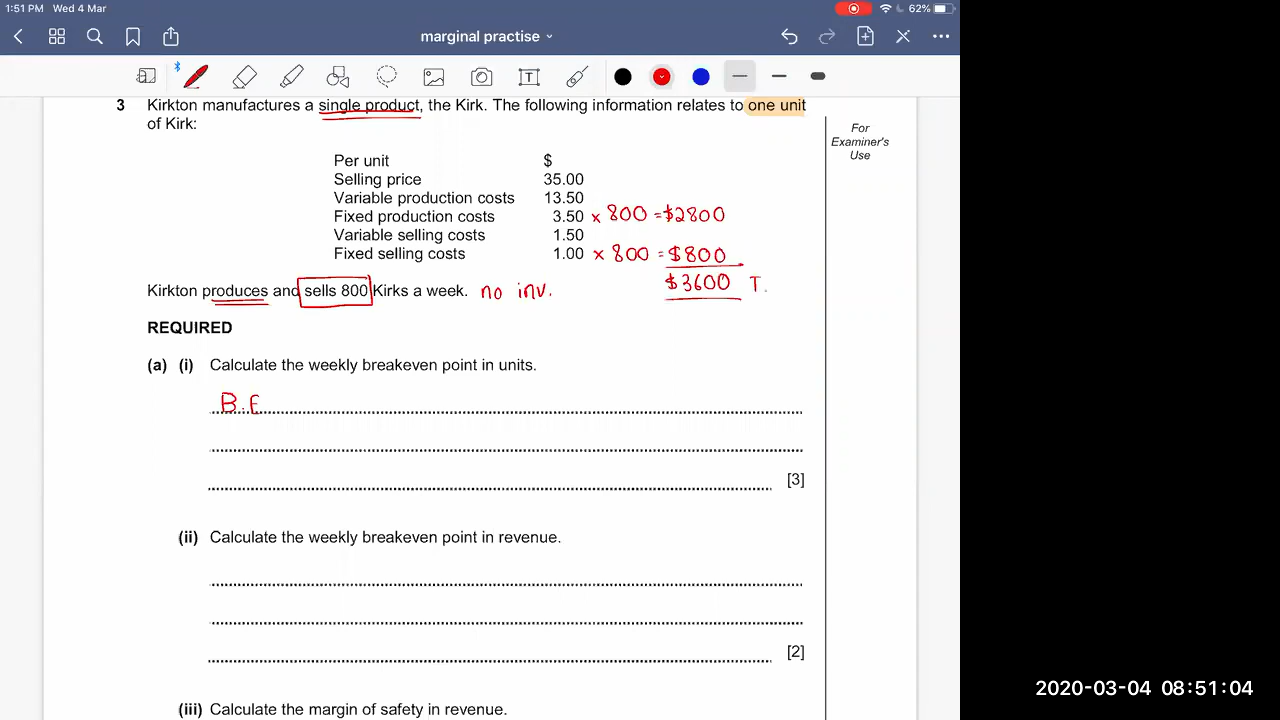 1:51 PM Wed 4 Mar
62%
marginal practise
3 Kirkton manufactures a single product, the Kirk. The following information relates to one unit
of Kirk:
For
Examiner's
Use
Per unit $
Selling price 35.00
Variable production costs 13.50
Fixed production costs 3.50 x 800 = $2800
Variable selling costs 1.50
Fixed selling costs 1.00 x 800 = $800
$3600 T.
Kirkton produces and sells 800 Kirks a week. no inv.
REQUIRED
(a) (i) Calculate the weekly breakeven point in units.
B.E
[3]
(ii) Calculate the weekly breakeven point in revenue.
[2]
(iii) Calculate the margin of safety in revenue.
2020-03-04 08:51:04